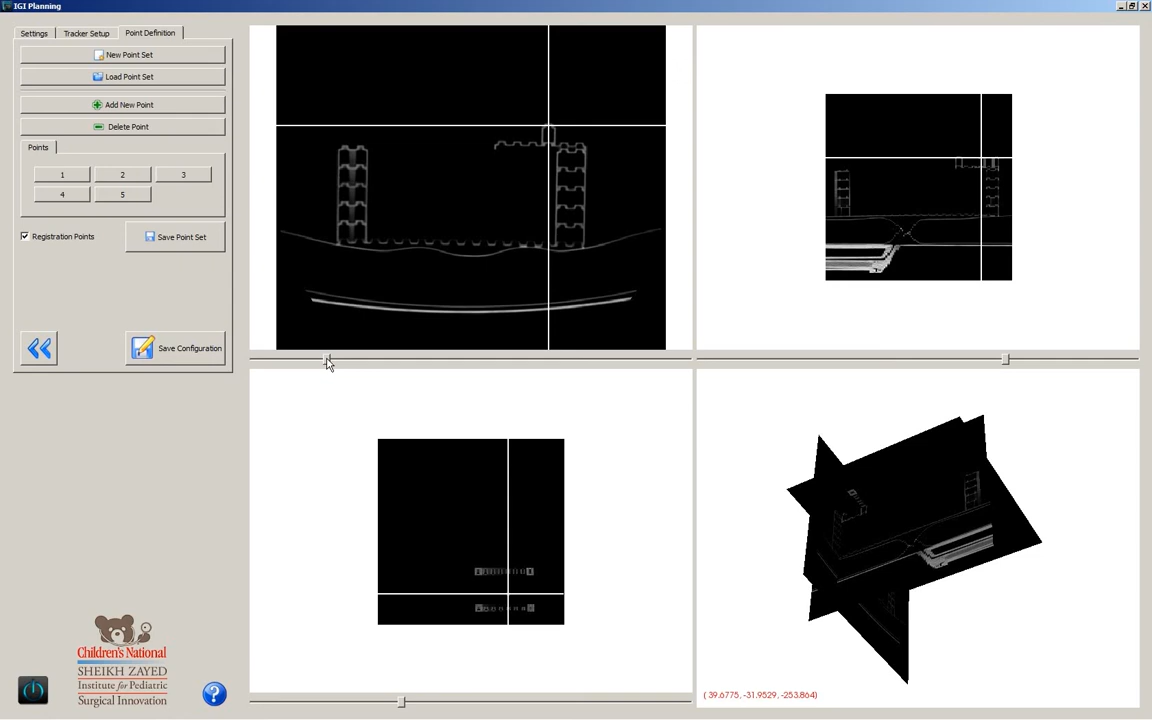 IGI Planning
Settings
Tracker Setup
Point Definition
New Point Set
Load Point Set
Add New Point
Delete Point
Points
1
2
3
4
5
Registration Points
Save Point Set
Save Configuration
Children's National
SHEIKH ZAYED
Institute for Pediatric
Surgical Innovation
?
( 39.6775, -31.9529, -253.864)